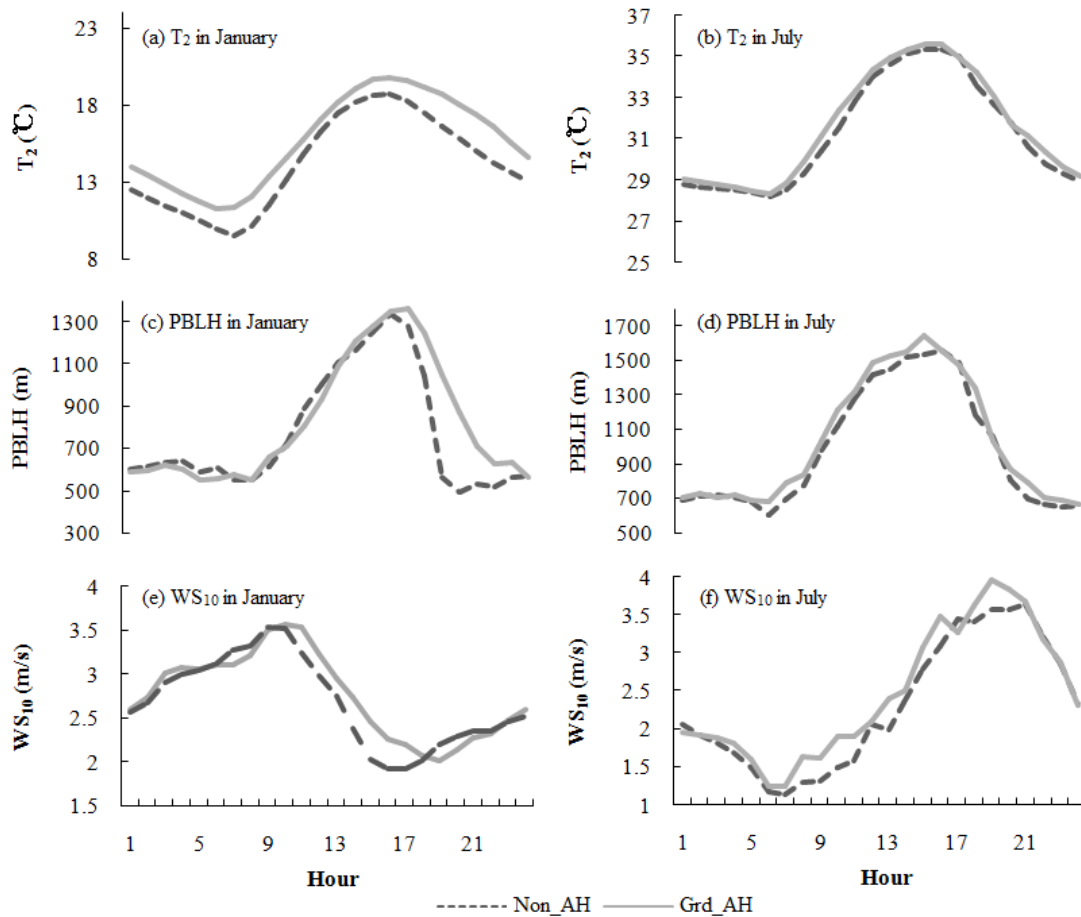 (a) T₂ in January
T₂ (℃)
23
18
13
8
(b) T₂ in July
T₂ (℃)
37
35
33
31
29
27
25
(c) PBLH in January
PBLH (m)
1300
1100
900
700
500
300
(d) PBLH in July
PBLH (m)
1700
1500
1300
1100
900
700
500
(e) WS₁₀ in January
WS₁₀ (m/s)
4
3.5
3
2.5
2
1.5
1 5 9 13 17 21
Hour
(f) WS₁₀ in July
WS₁₀ (m/s)
4
3.5
3
2.5
2
1.5
1
1 5 9 13 17 21
Hour
Non_AH Grd_AH